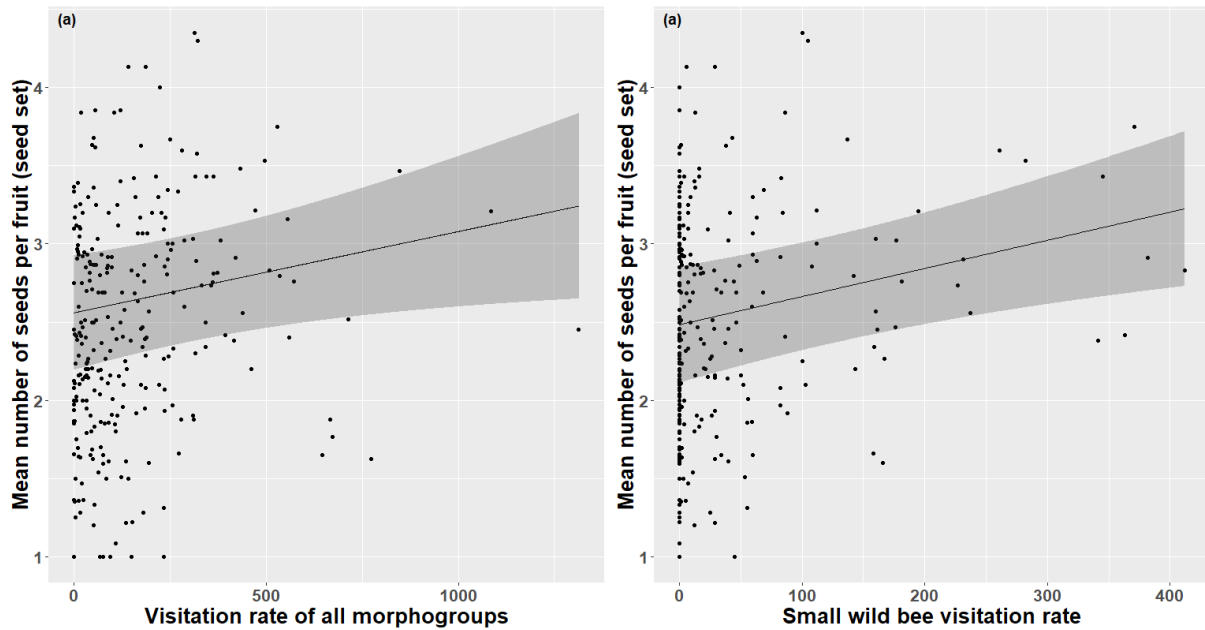 (a)
Mean number of seeds per fruit (seed set)
4
3
2
1
0 500 1000
Visitation rate of all morphogroups
(a)
Mean number of seeds per fruit (seed set)
4
3
2
1
0 100 200 300 400
Small wild bee visitation rate